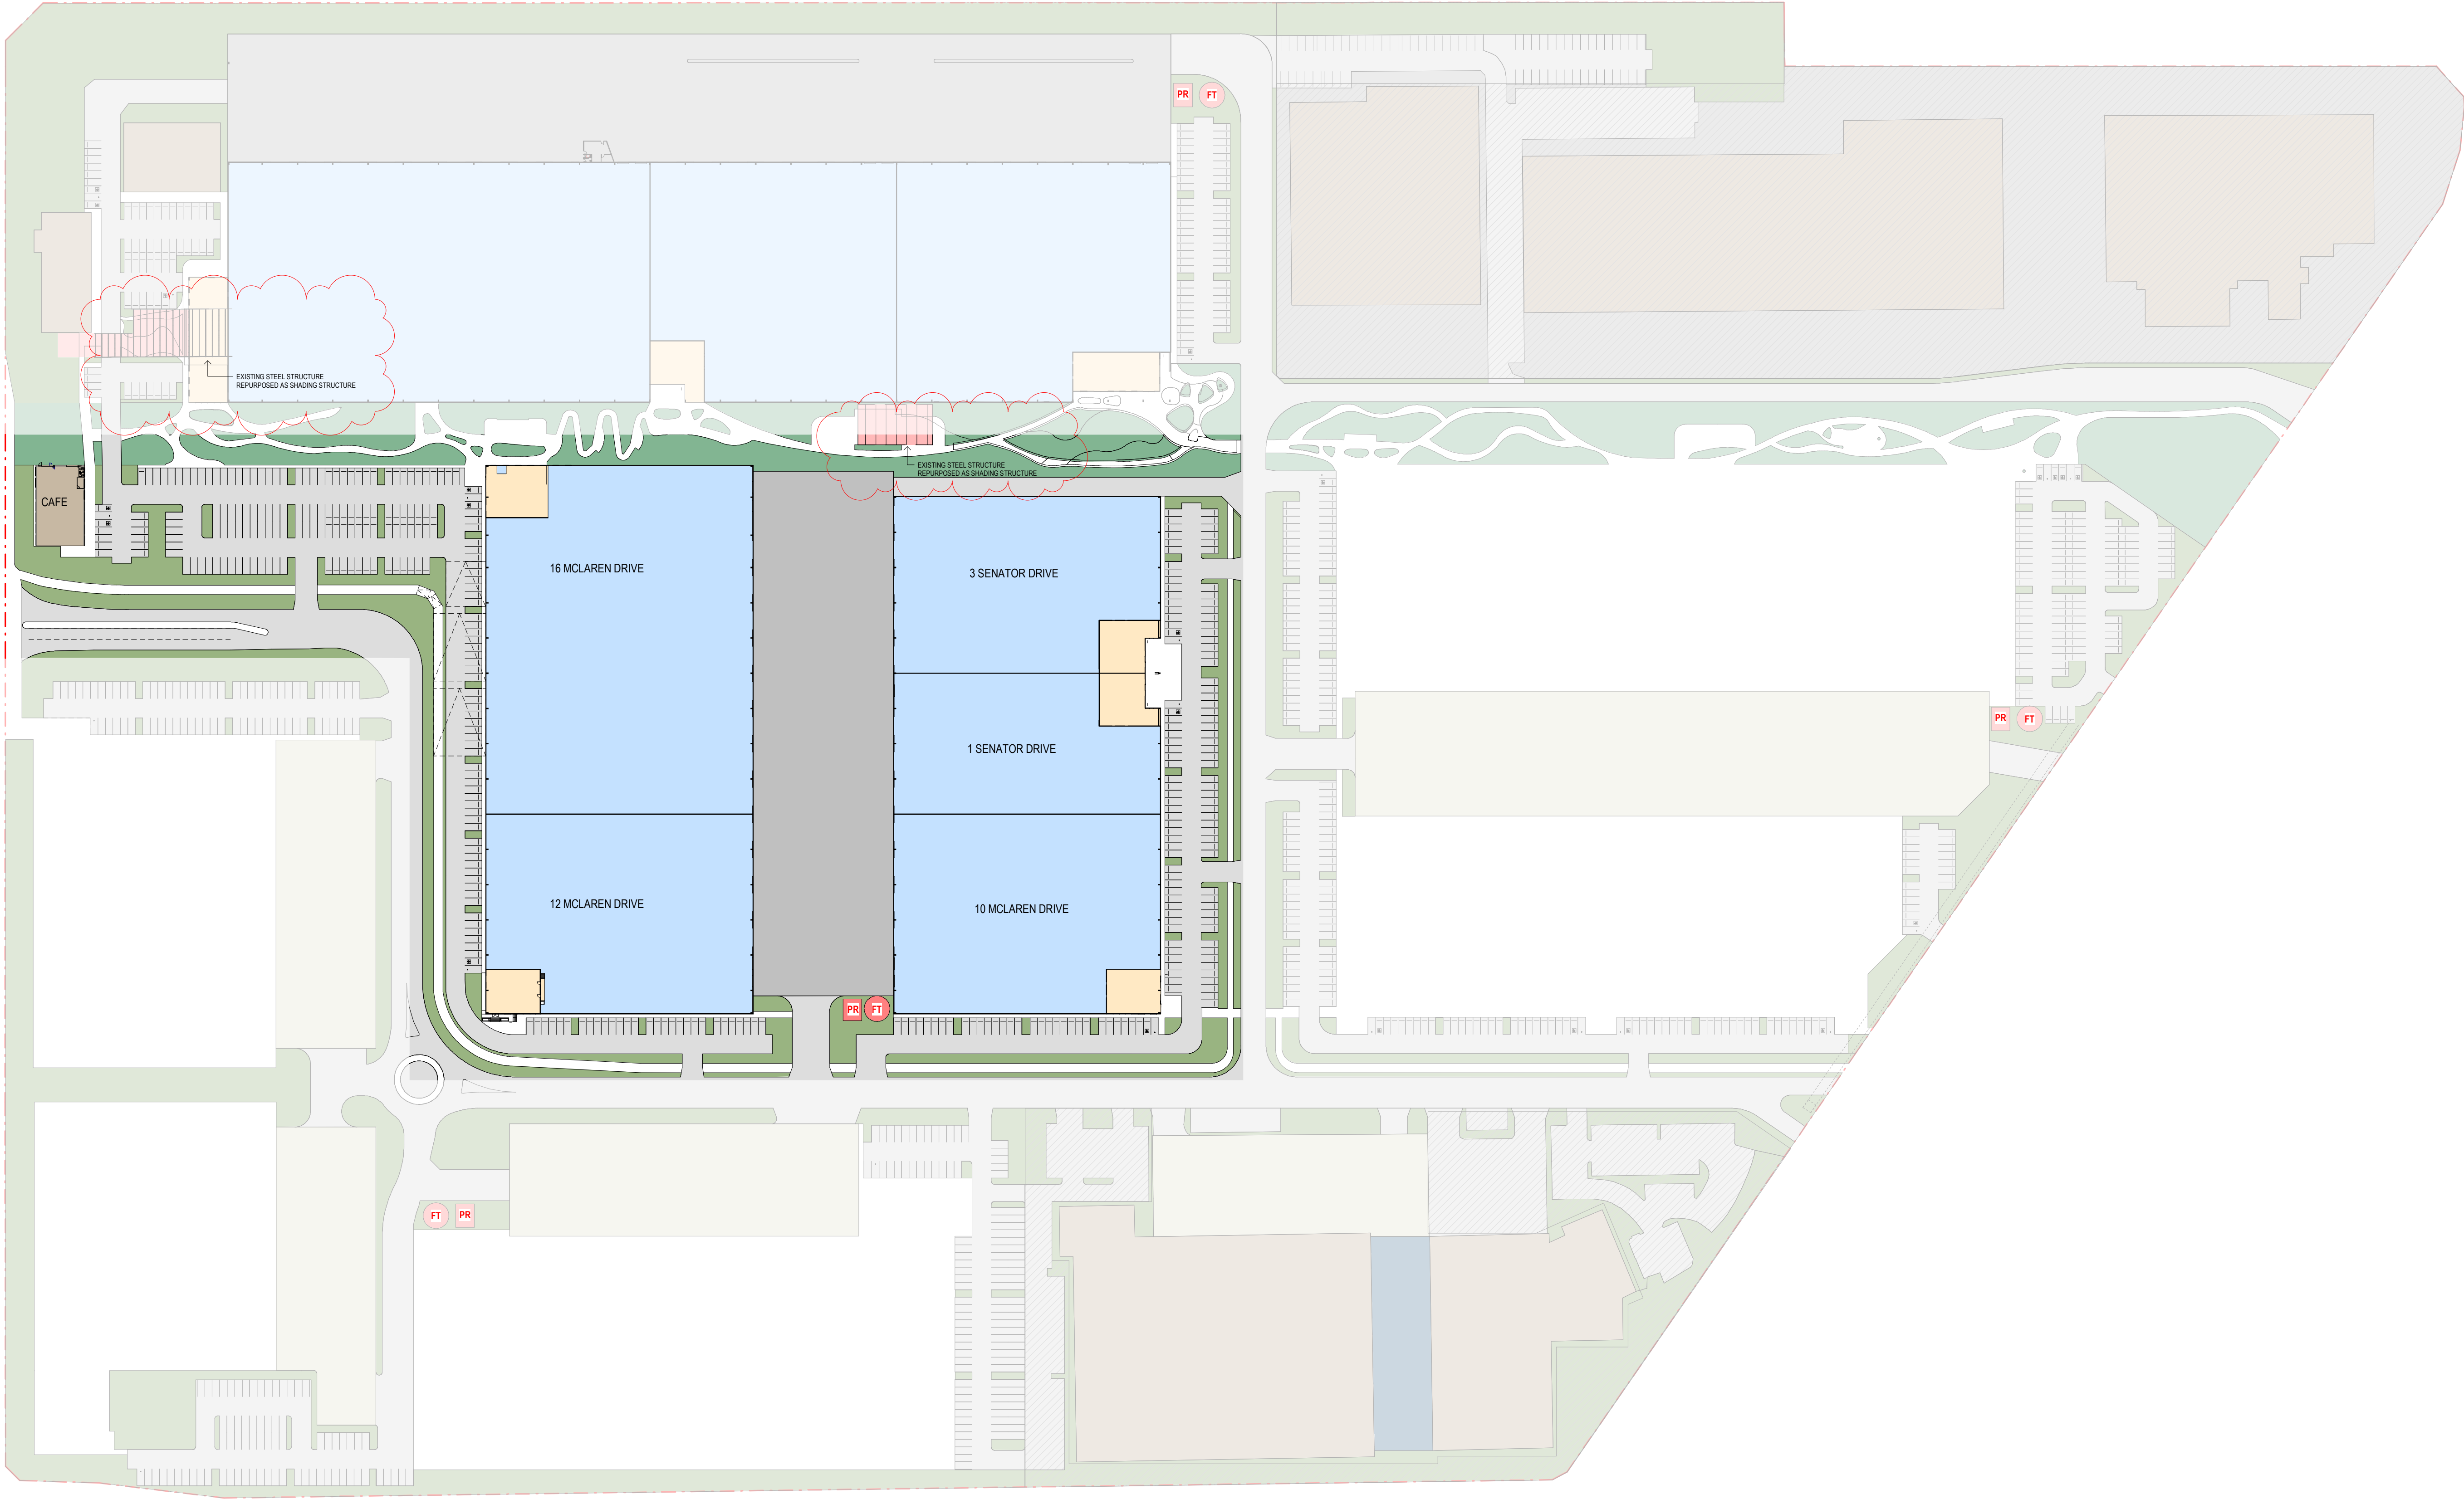 PR
FT
EXISTING STEEL STRUCTURE
REPURPOSED AS SHADING STRUCTURE
EXISTING STEEL STRUCTURE
REPURPOSED AS SHADING STRUCTURE
CAFE
16 MCLAREN DRIVE
3 SENATOR DRIVE
1 SENATOR DRIVE
PR
FT
12 MCLAREN DRIVE
10 MCLAREN DRIVE
PR
FT
FT
PR